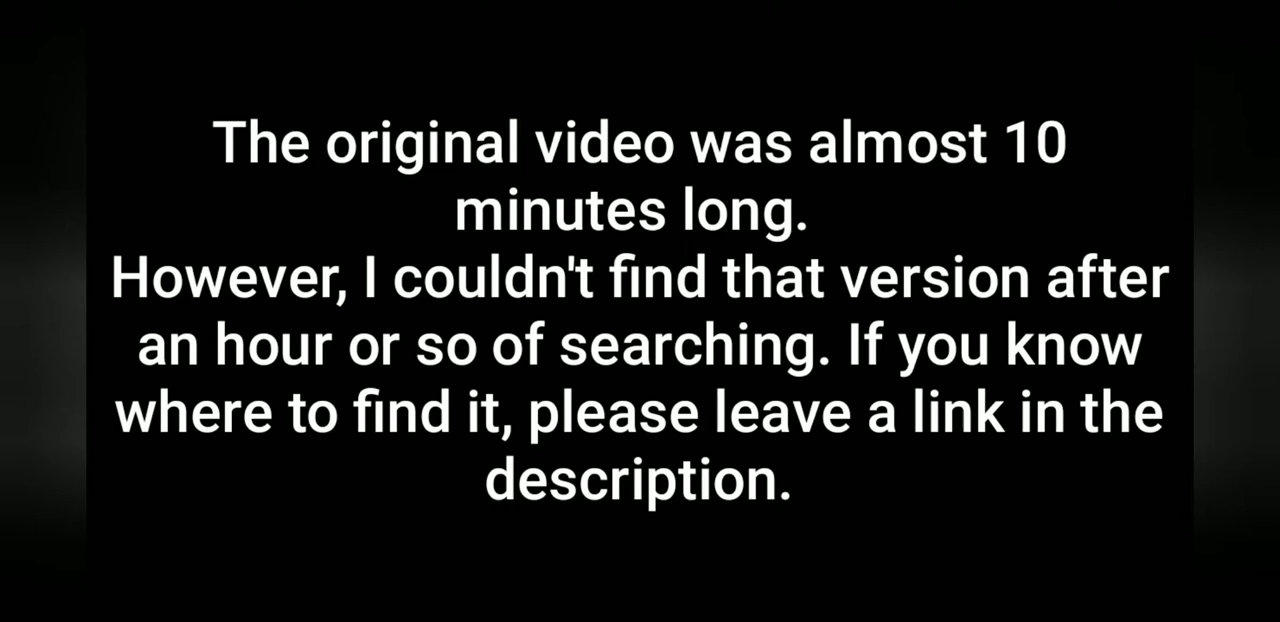 The original video was almost 10
minutes long.
However, I couldn't find that version after
an hour or so of searching. If you know
where to find it, please leave a link in the
description.